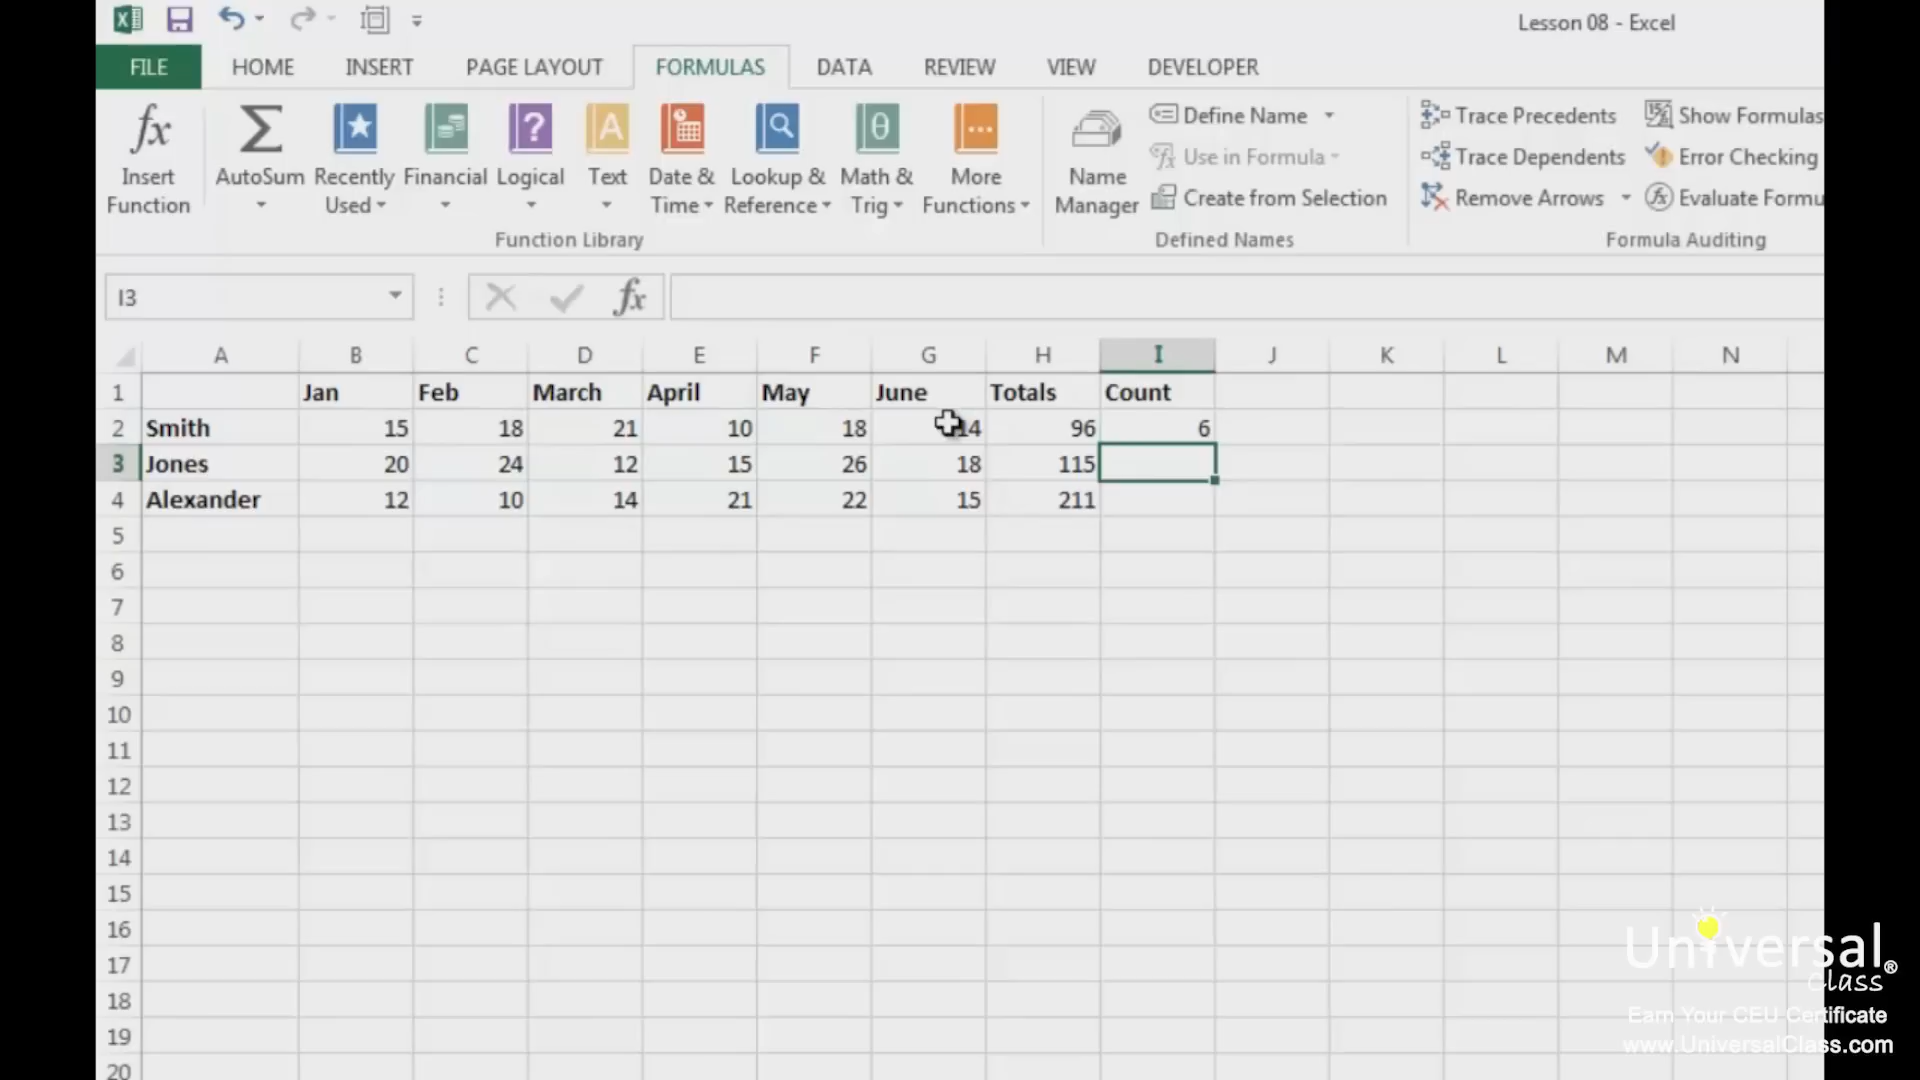 Lesson 08 - Excel
FILE HOME INSERT PAGE LAYOUT FORMULAS DATA REVIEW VIEW DEVELOPER
fx Insert Function
AutoSum
Recently Used
Financial
Logical
Text
Date & Time
Lookup & Reference
Math & Trig
More Functions
Function Library
Name Manager
Define Name
Use in Formula
Create from Selection
Defined Names
Trace Precedents
Trace Dependents
Remove Arrows
Show Formulas
Error Checking
Evaluate Formu
Formula Auditing
I3 fx
A B C D E F G H I J K L M N
1 Jan Feb March April May June Totals Count
2 Smith 15 18 21 10 18 14 96 6
3 Jones 20 24 12 15 26 18 115
4 Alexander 12 10 14 21 22 15 211
5
6
7
8
9
10
11
12
13
14
15
16
17
18
19
20
Universal
Class®
Earn Your CEU Certificate
www.UniversalClass.com